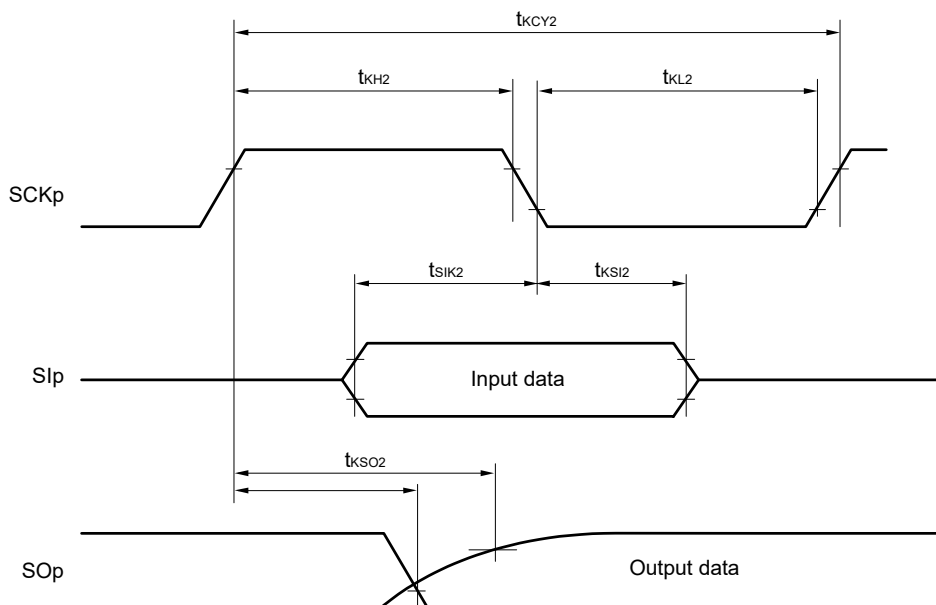 tKCY2
tKH2
tKL2
SCKp
tSIK2
tKSI2
SIp
Input data
tKSO2
SOp
Output data